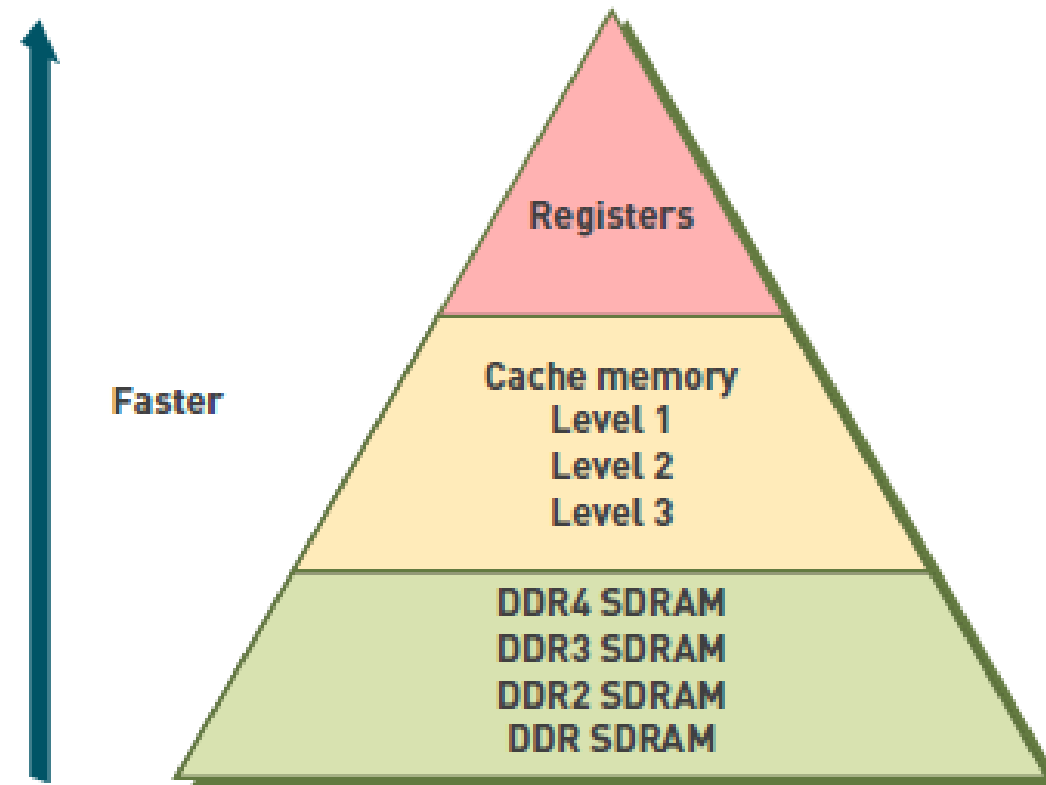 Registers
Faster
Cache memory
Level 1
Level 2
Level 3
DDR4 SDRAM
DDR3 SDRAM
DDR2 SDRAM
DDR SDRAM